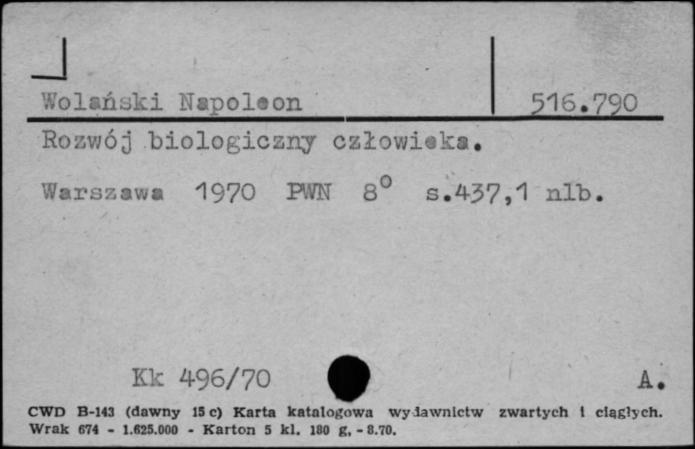 Wolański Napoleon 516.790
Rozwój biologiczny człowieka.
Warszawa 1970 PWN 8° s.437,1 nlb.
Kk 496/70 A.
CWD B-143 (dawny 15 c) Karta katalogowa wydawnictw zwartych i ciągłych.
Wrak 674 - 1.625.000 - Karton 5 kl. 180 g. - 8.70.